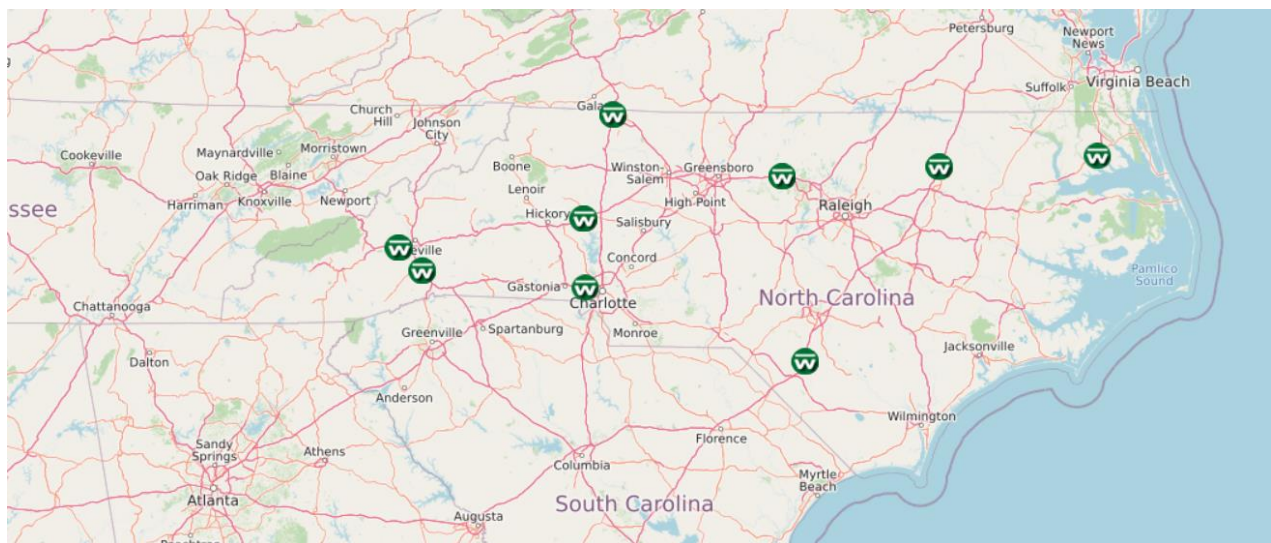 Petersburg
Newport
News
Virginia Beach
Suffolk
Gala
W
Church
Hill
Johnson
City
Cookeville
Maynardville
Morristown
Blaine
Oak Ridge
Harriman
Knoxville
Newport
Boone
Lenoir
Hickory
Winston-
Salem
Greensboro
High Point
Salisbury
Raleigh
W
W
W
W
W
eville
W
ssee
Concord
Gastonia
W
Charlotte
North Carolina
Pamlico
Sound
Chattanooga
Greenville
Spartanburg
Monroe
Jacksonville
Dalton
W
Anderson
Wilmington
Florence
Sandy
Springs
Athens
Columbia
Myrtle
Beach
Atlanta
South Carolina
Augusta